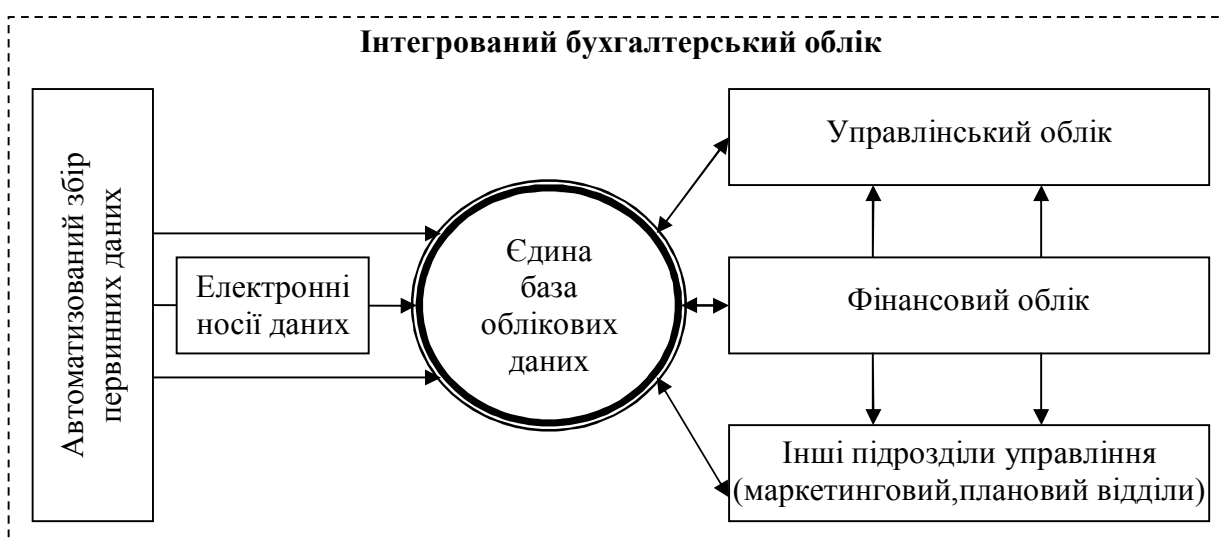 Інтегрований бухгалтерський облік
Автоматизований збір
первинних даних
Електронні
носії даних
Єдина
база
облікових
даних
Управлінський облік
Фінансовий облік
Інші підрозділи управління
(маркетинговий,плановий відділи)